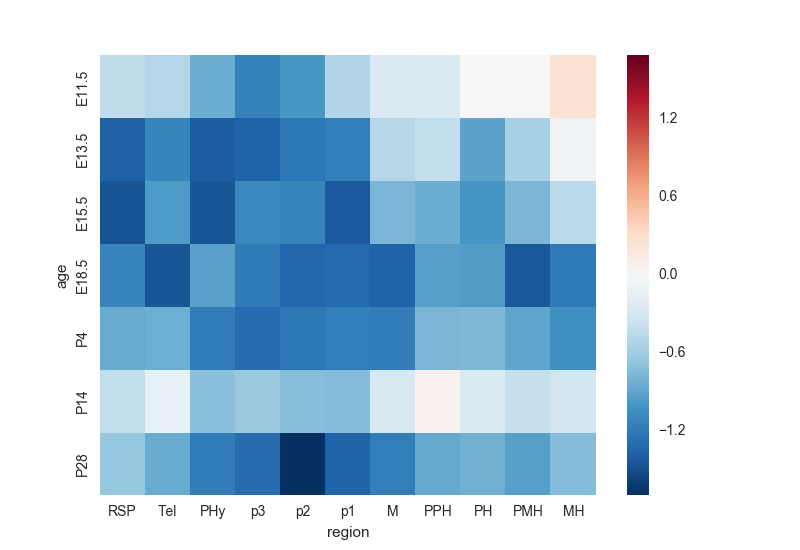 E11.5
E13.5
E15.5
E18.5
P4
P14
P28
age
RSP Tel PHy p3 p2 p1 M PPH PH PMH MH
region
1.2
0.6
0.0
−0.6
−1.2